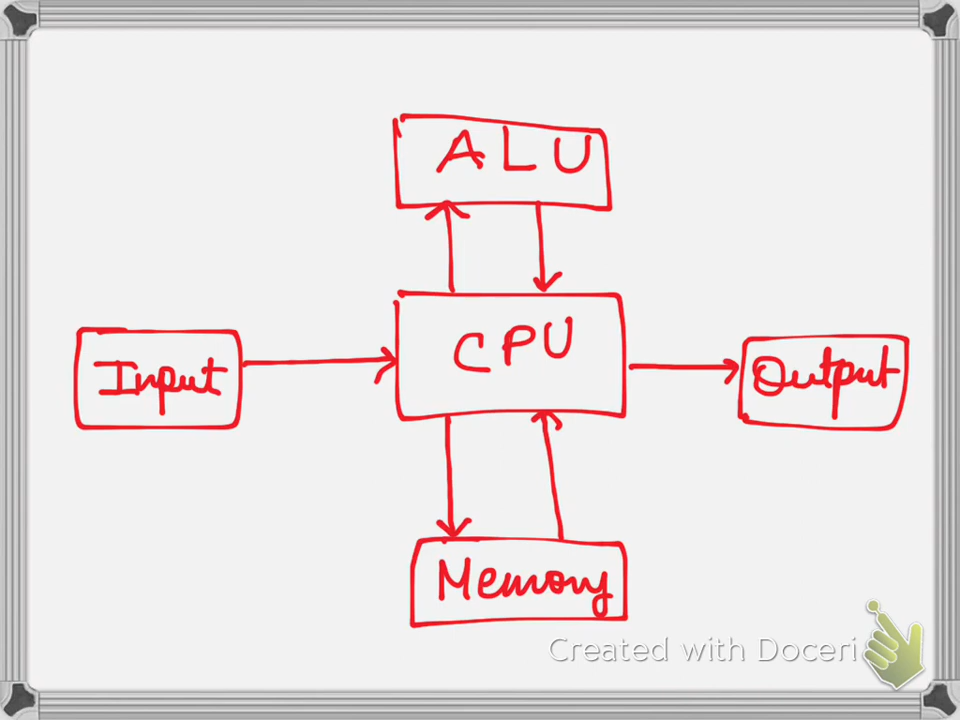 ALU
CPU
Input
Output
Memory
Created with Doceri